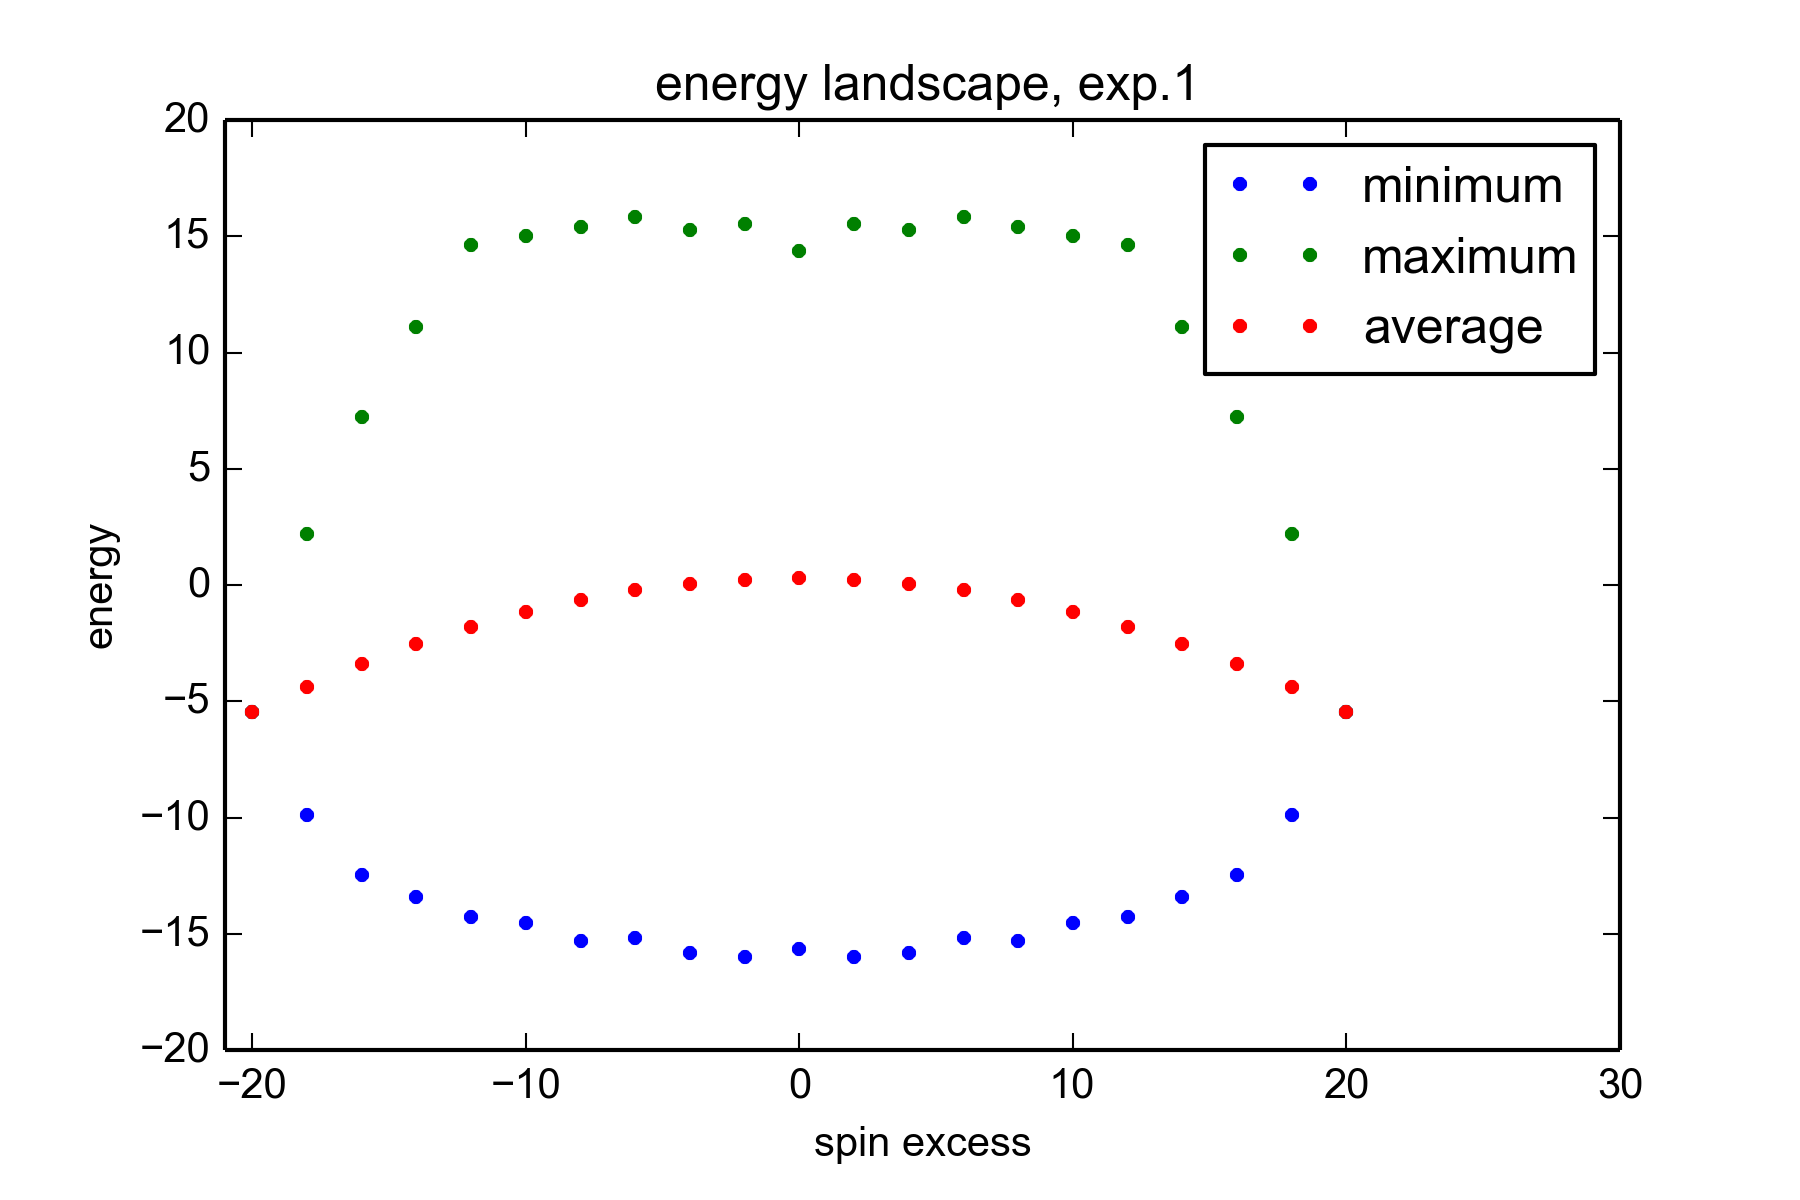 energy landscape, exp.1
20
15
10
5
0
−5
−10
−15
−20
energy
minimum
maximum
average
−20 −10 0 10 20 30
spin excess